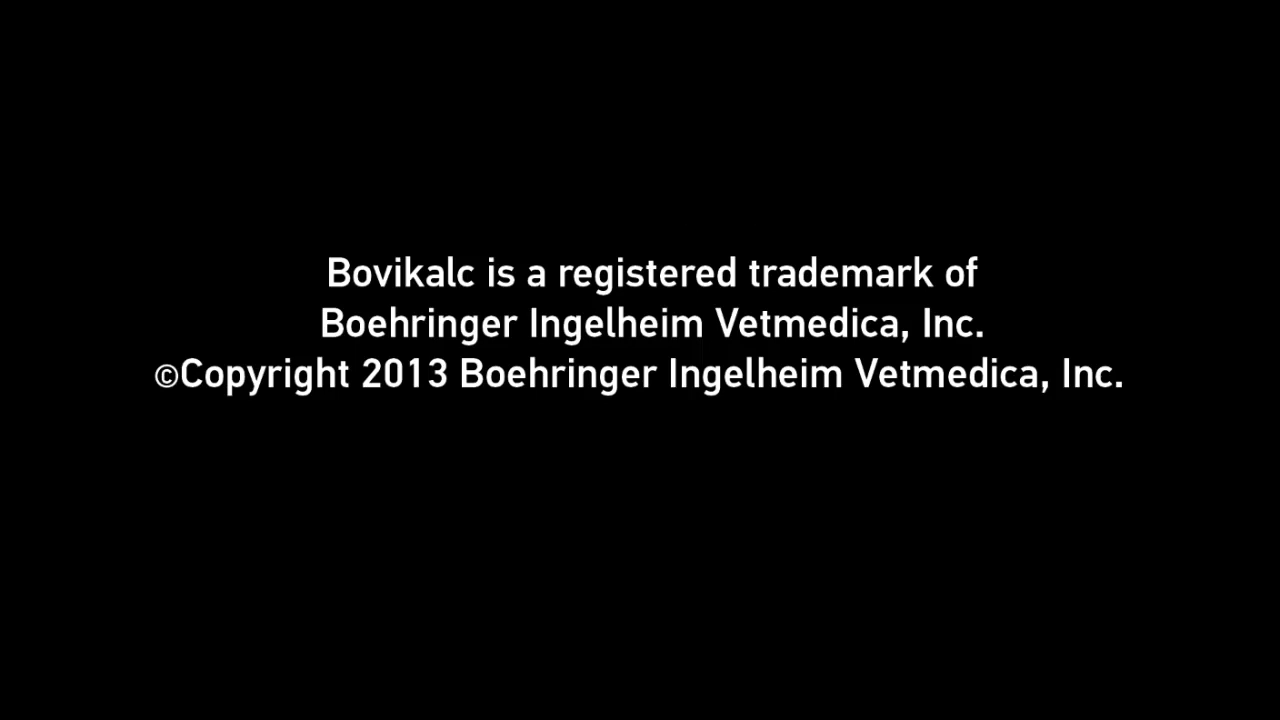 Bovikalc is a registered trademark of
Boehringer Ingelheim Vetmedica, Inc.
©Copyright 2013 Boehringer Ingelheim Vetmedica, Inc.